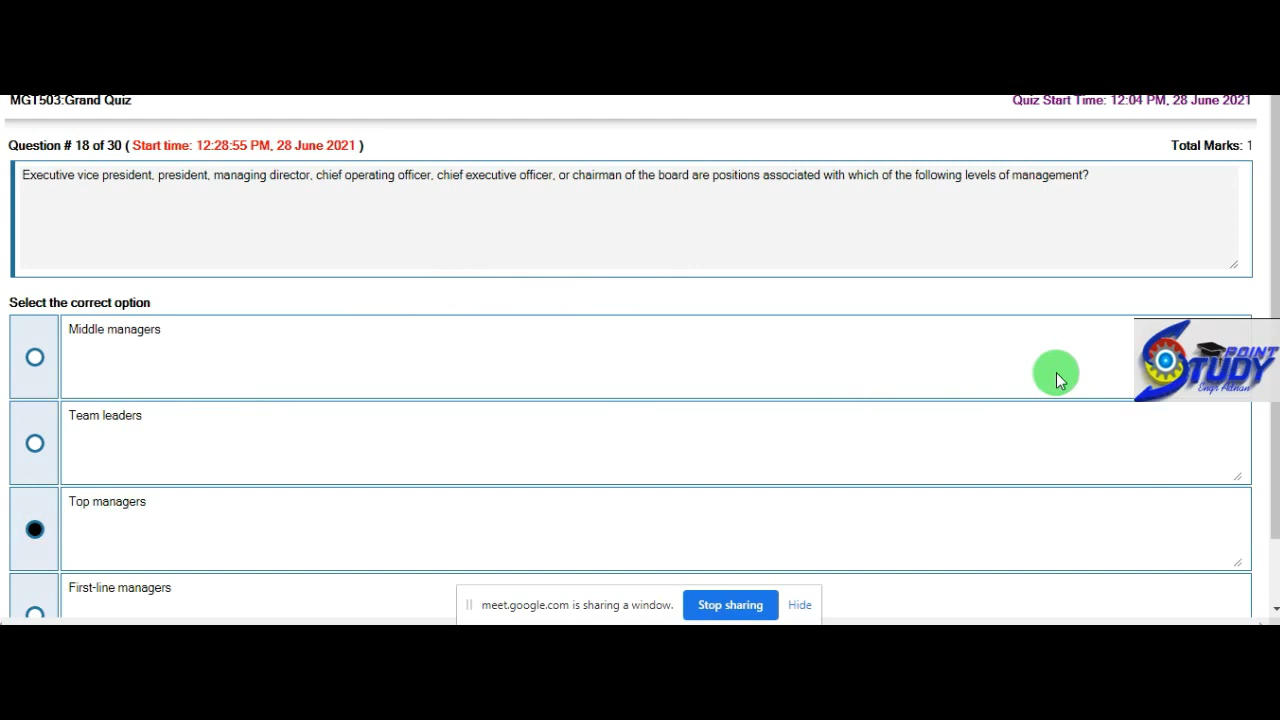 MGT503:Grand Quiz
Quiz Start Time: 12:04 PM, 28 June 2021
Question # 18 of 30 ( Start time: 12:28:55 PM, 28 June 2021 )
Total Marks: 1
Executive vice president, president, managing director, chief operating officer, chief executive officer, or chairman of the board are positions associated with which of the following levels of management?
Select the correct option
Middle managers
POINT
STUDY
Engr Adnan
Team leaders
Top managers
First-line managers
meet.google.com is sharing a window.
Stop sharing
Hide